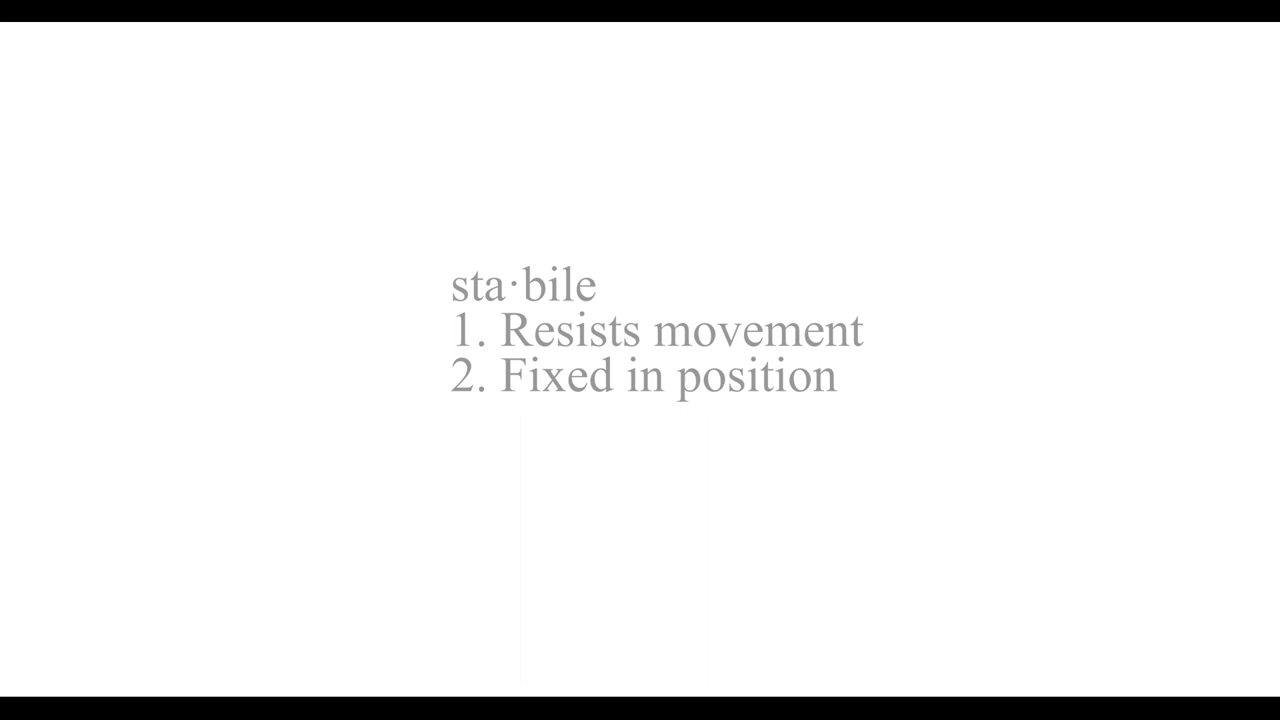 sta·bile
1. Resists movement
2. Fixed in position